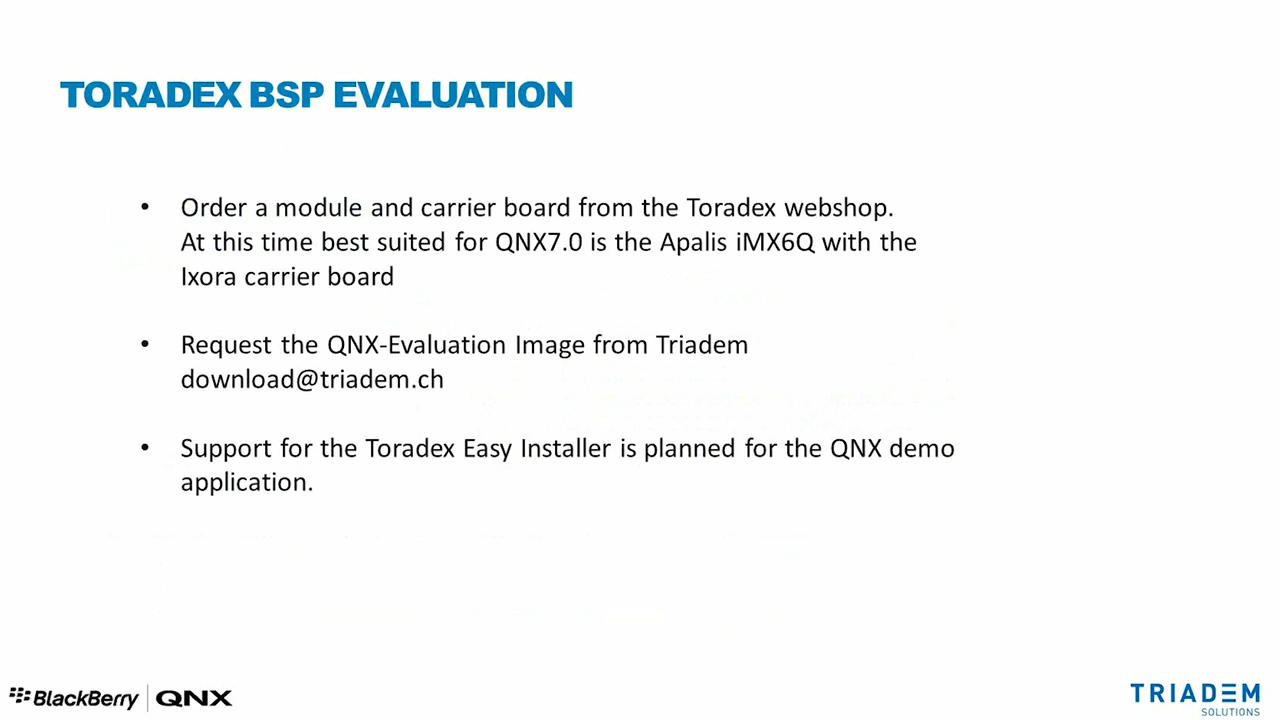 TORADEX BSP EVALUATION
• Order a module and carrier board from the Toradex webshop.
At this time best suited for QNX7.0 is the Apalis iMX6Q with the
Ixora carrier board
• Request the QNX-Evaluation Image from Triadem
download@triadem.ch
• Support for the Toradex Easy Installer is planned for the QNX demo
application.
BlackBerry QNX
TRIADEM
SOLUTIONS